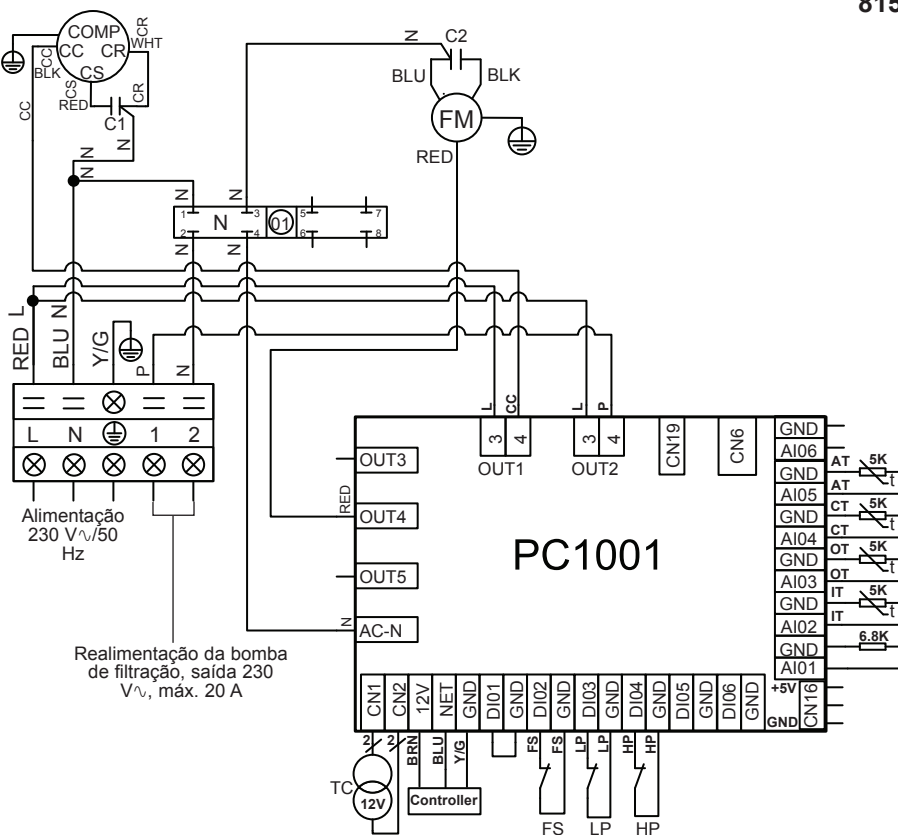 815
COMP
CR
WHT
CC
CR
CC
BLK
CS
CS
RED
CR
C1
CC
N
N
N
N
N
C2
BLU
BLK
FM
RED
N
N
1
3
5
7
N
01
2
4
6
8
N
N
RED L
BLU N
Y/G
P
N
L
N
1
2
Alimentação
230 V∿/50
Hz
Realimentação da bomba
de filtração, saída 230
V∿, máx. 20 A
L
CC
L
P
3
4
3
4
OUT1
OUT2
CN19
CN6
OUT3
RED
OUT4
OUT5
N
AC-N
PC1001
GND
AI06
GND
AT
5K
t
AI05
AT
GND
CT
5K
t
AI04
CT
GND
OT
5K
t
AI03
OT
GND
IT
5K
t
AI02
IT
GND
6.8K
AI01
+5V
CN16
GND
CN1
CN2
12V
NET
GND
DI01
GND
DI02
GND
DI03
GND
DI04
GND
DI05
GND
DI06
GND
2
2
BRN
BLU
Y/G
FS
FS
LP
LP
HP
HP
TC
12V
Controller
FS
LP
HP